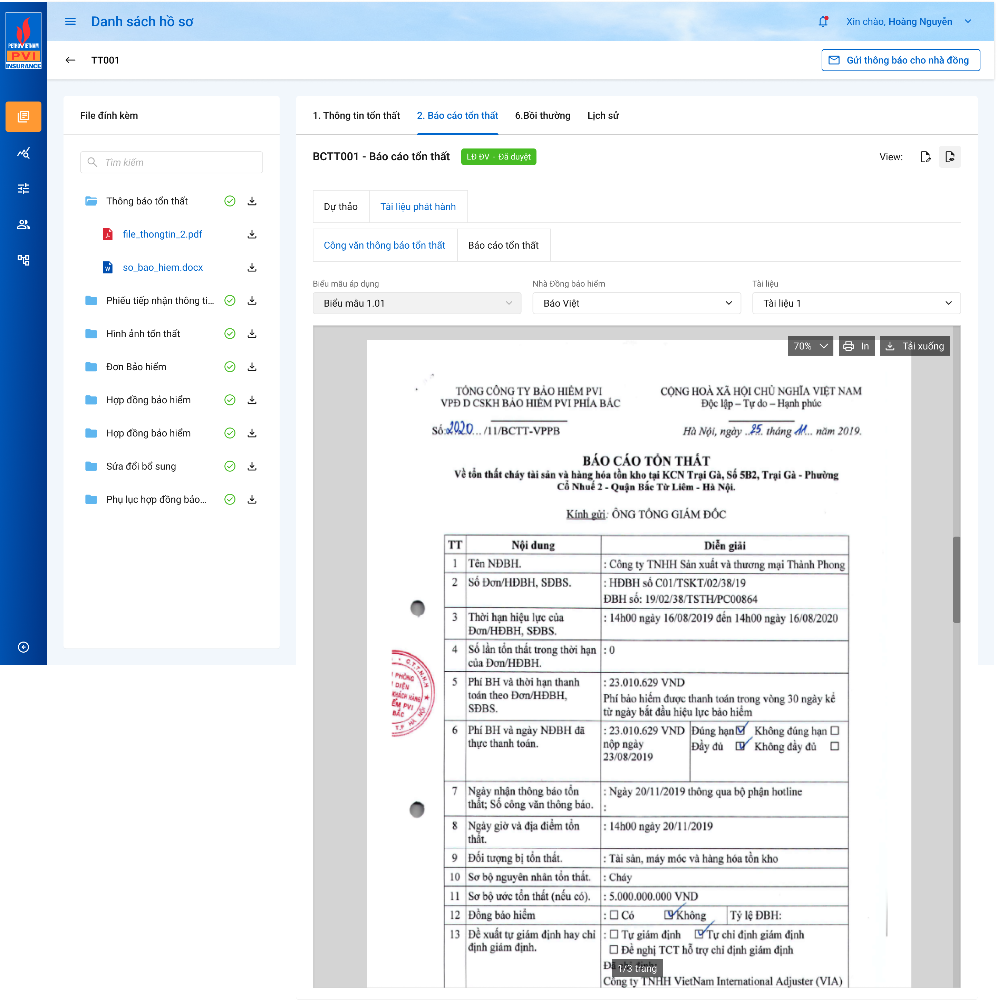 PETROVIETNAM
PVI
INSURANCE
Danh sách hồ sơ
Xin chào, Hoàng Nguyễn
TT001
Gửi thông báo cho nhà đồng
File đính kèm
Tìm kiếm
Thông báo tổn thất
file_thongtin_2.pdf
so_bao_hiem.docx
Phiếu tiếp nhận thông ti...
Hình ảnh tổn thất
Đơn Bảo hiểm
Hợp đồng bảo hiểm
Hợp đồng bảo hiểm
Sửa đổi bổ sung
Phụ lục hợp đồng bảo...
1. Thông tin tổn thất
2. Báo cáo tổn thất
6.Bồi thường
Lịch sử
BCTT001 - Báo cáo tổn thất
LĐ ĐV - Đã duyệt
View:
Dự thảo
Tài liệu phát hành
Công văn thông báo tổn thất
Báo cáo tổn thất
Biểu mẫu áp dụng
Biểu mẫu 1.01
Nhà Đồng bảo hiểm
Bảo Việt
Tài liệu
Tài liệu 1
70%
In
Tải xuống
TỔNG CÔNG TY BẢO HIỂM PVI
VPĐ D CSKH BẢO HIỂM PVI PHÍA BẮC
Số:2020... /11/BCTT-VPPB
CỘNG HOÀ XÃ HỘI CHỦ NGHĨA VIỆT NAM
Độc lập – Tự do – Hạnh phúc
Hà Nội, ngày ..25.. tháng 11... năm 2019.
BÁO CÁO TỔN THẤT
Về tổn thất cháy tài sản và hàng hóa tồn kho tại KCN Trại Gà, Số 5B2, Trại Gà - Phường
Cổ Nhuế 2 - Quận Bắc Từ Liêm - Hà Nội.
Kính gửi: ÔNG TỔNG GIÁM ĐỐC
TT Nội dung Diễn giải
1 Tên NĐBH. : Công ty TNHH Sản xuất và thương mại Thành Phong
2 Số Đơn/HĐBH, SĐBS. : HĐBH số C01/TSKT/02/38/19
ĐBH số: 19/02/38/TSTH/PC00864
3 Thời hạn hiệu lực của : 14h00 ngày 16/08/2019 đến 14h00 ngày 16/08/2020
Đơn/HĐBH, SĐBS.
4 Số lần tổn thất trong thời hạn : 0
của Đơn/HĐBH.
5 Phí BH và thời hạn thanh : 23.010.629 VND
toán theo Đơn/HĐBH, Phí bảo hiểm được thanh toán trong vòng 30 ngày kể
SĐBS. từ ngày bắt đầu hiệu lực bảo hiểm
6 Phí BH và ngày NĐBH đã : 23.010.629 VND Đúng hạn ☑ Không đúng hạn ☐
thực thanh toán. nộp ngày Đầy đủ ☑ Không đầy đủ ☐
23/08/2019
7 Ngày nhận thông báo tổn : Ngày 20/11/2019 thông qua bộ phận hotline
thất; Số công văn thông báo. :
8 Ngày giờ và địa điểm tổn : 14h00 ngày 20/11/2019
thất.
9 Đối tượng bị tổn thất. : Tài sản, máy móc và hàng hóa tồn kho
10 Sơ bộ nguyên nhân tổn thất. : Cháy
11 Sơ bộ ước tổn thất (nếu có). : 5.000.000.000 VND
12 Đồng bảo hiểm : ☐ Có ☑ Không Tỷ lệ ĐBH:
13 Đề xuất tự giám định hay chỉ : ☐ Tự giám định ☑ Tự chỉ định giám định
định giám định. ☐ Đề nghị TCT hỗ trợ chỉ định giám định
Đã chỉ định:
Công ty TNHH VietNam International Adjuster (VIA)
C.T.T.N.H.H
PHÒNG
DIỆN
KHÁCH HÀNG
PVI
BẮC
T.P HÀ NỘI
1/3 trang